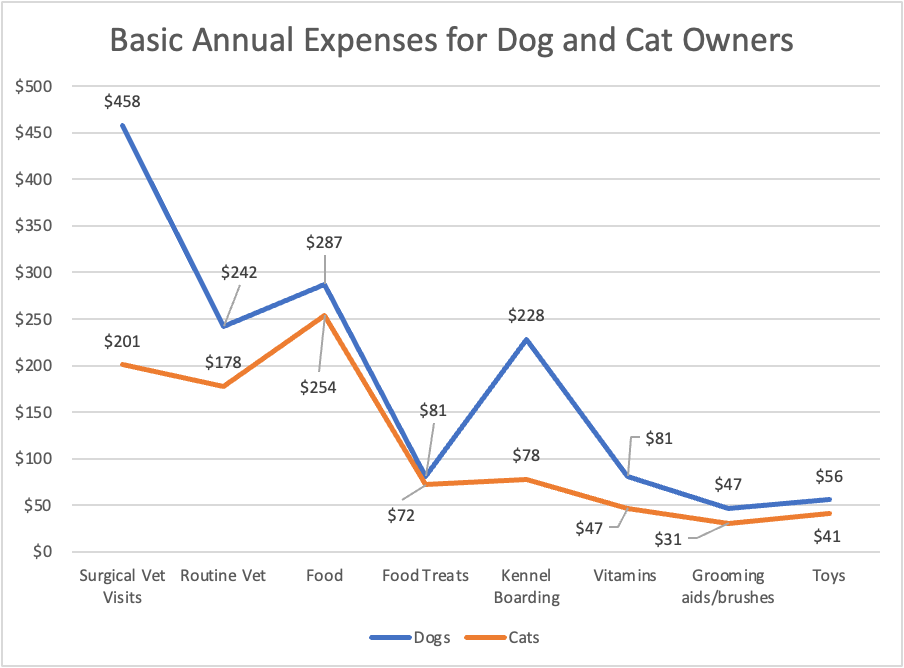 Basic Annual Expenses for Dog and Cat Owners
$500
$450
$400
$350
$300
$250
$200
$150
$100
$50
$0
$458
$242
$287
$81
$228
$81
$47
$56
$201
$178
$254
$72
$78
$47
$31
$41
Surgical Vet
Visits
Routine Vet
Food
Food Treats
Kennel
Boarding
Vitamins
Grooming
aids/brushes
Toys
Dogs
Cats